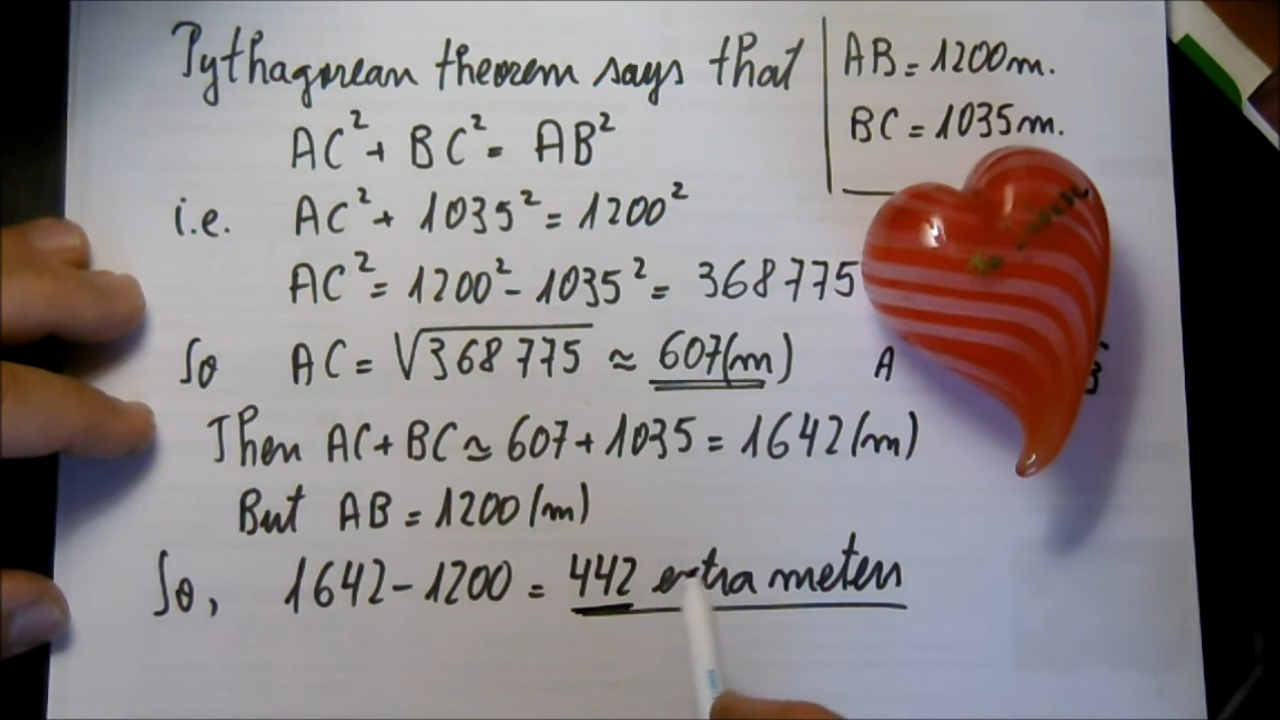 Pythagorean theorem says that
AB = 1200m.
BC = 1035m.
AC² + BC² = AB²
i.e. AC² + 1035² = 1200²
AC² = 1200² - 1035² = 368775
So AC = √368775 ≈ 607(m)
A
B
Then AC + BC ≃ 607 + 1035 = 1642(m)
But AB = 1200(m)
So, 1642 - 1200 = 442 extra meters